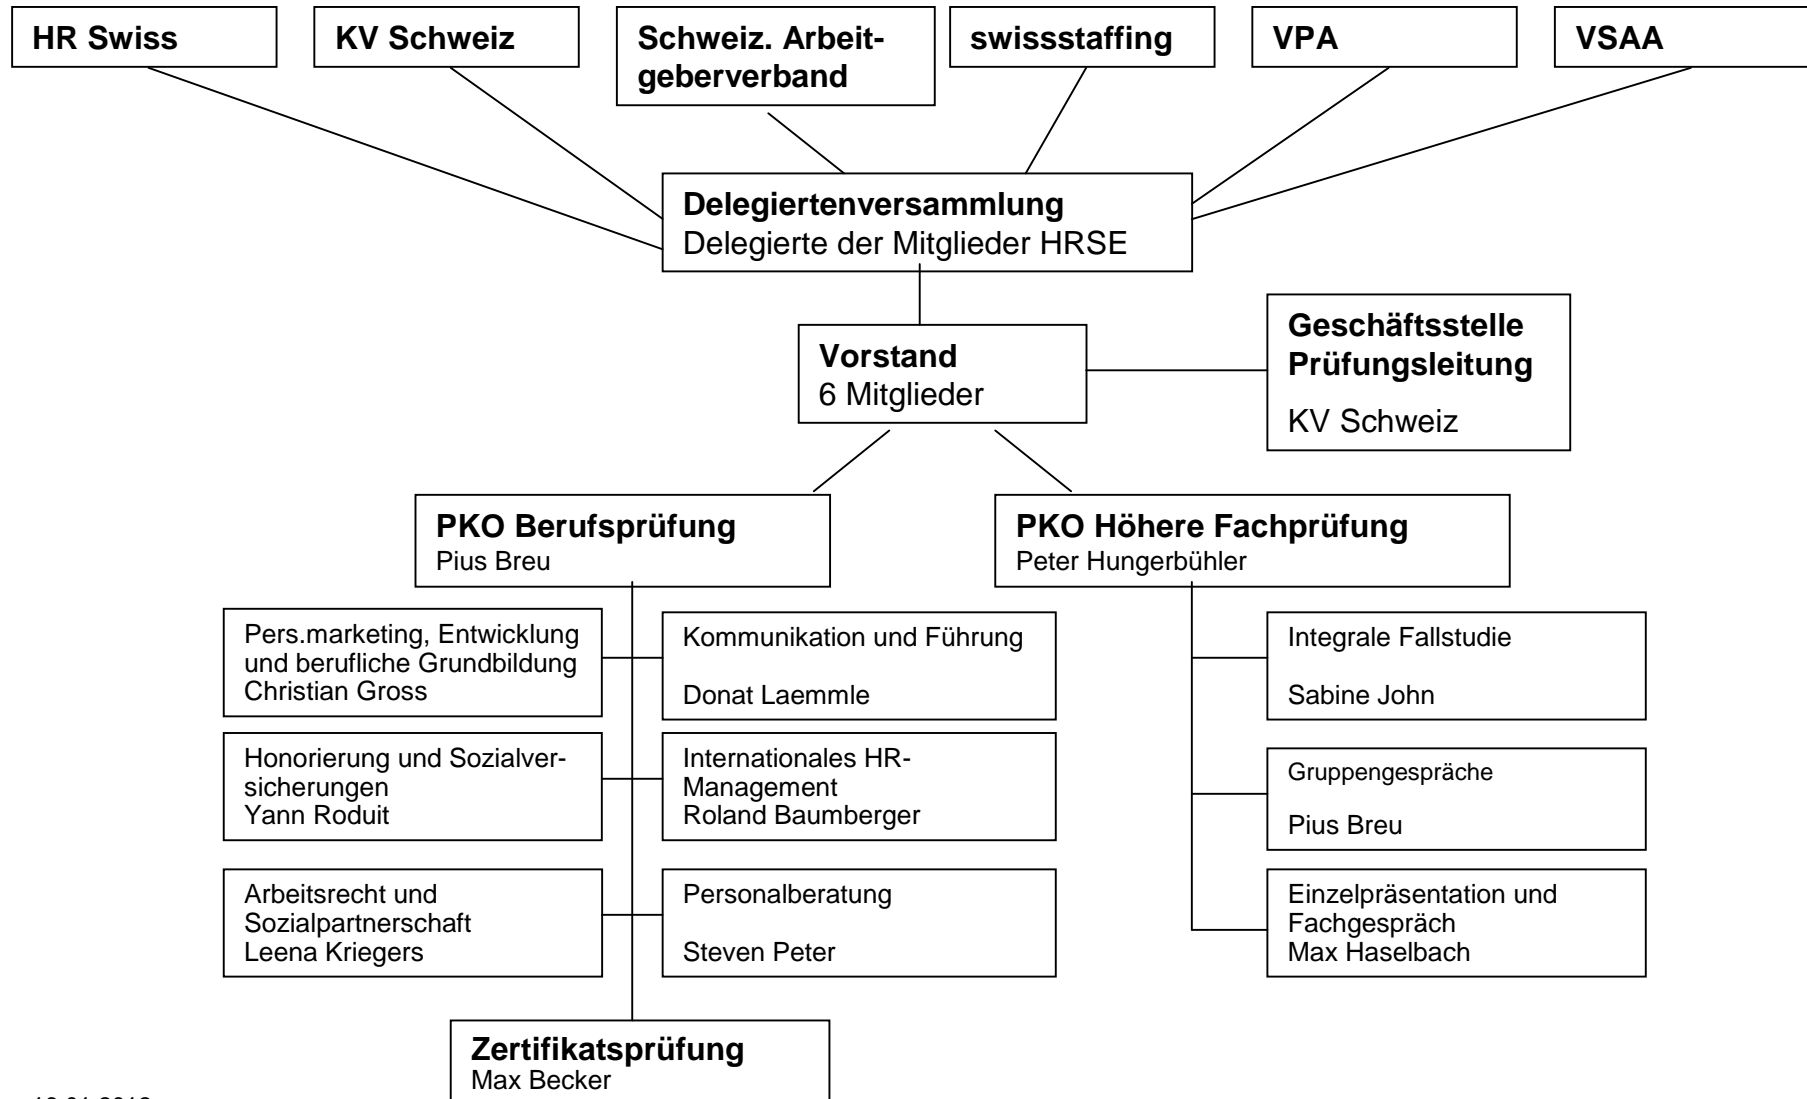 HR Swiss
KV Schweiz
Schweiz. Arbeit-
geberverband
swissstaffing
VPA
VSAA
Delegiertenversammlung
Delegierte der Mitglieder HRSE
Vorstand
6 Mitglieder
Geschäftsstelle
Prüfungsleitung
KV Schweiz
PKO Berufsprüfung
Pius Breu
PKO Höhere Fachprüfung
Peter Hungerbühler
Pers.marketing, Entwicklung
und berufliche Grundbildung
Christian Gross
Kommunikation und Führung
Donat Laemmle
Integrale Fallstudie
Sabine John
Honorierung und Sozialver-
sicherungen
Yann Roduit
Internationales HR-
Management
Roland Baumberger
Gruppengespräche
Pius Breu
Arbeitsrecht und
Sozialpartnerschaft
Leena Kriegers
Personalberatung
Steven Peter
Einzelpräsentation und
Fachgespräch
Max Haselbach
Zertifikatsprüfung
Max Becker